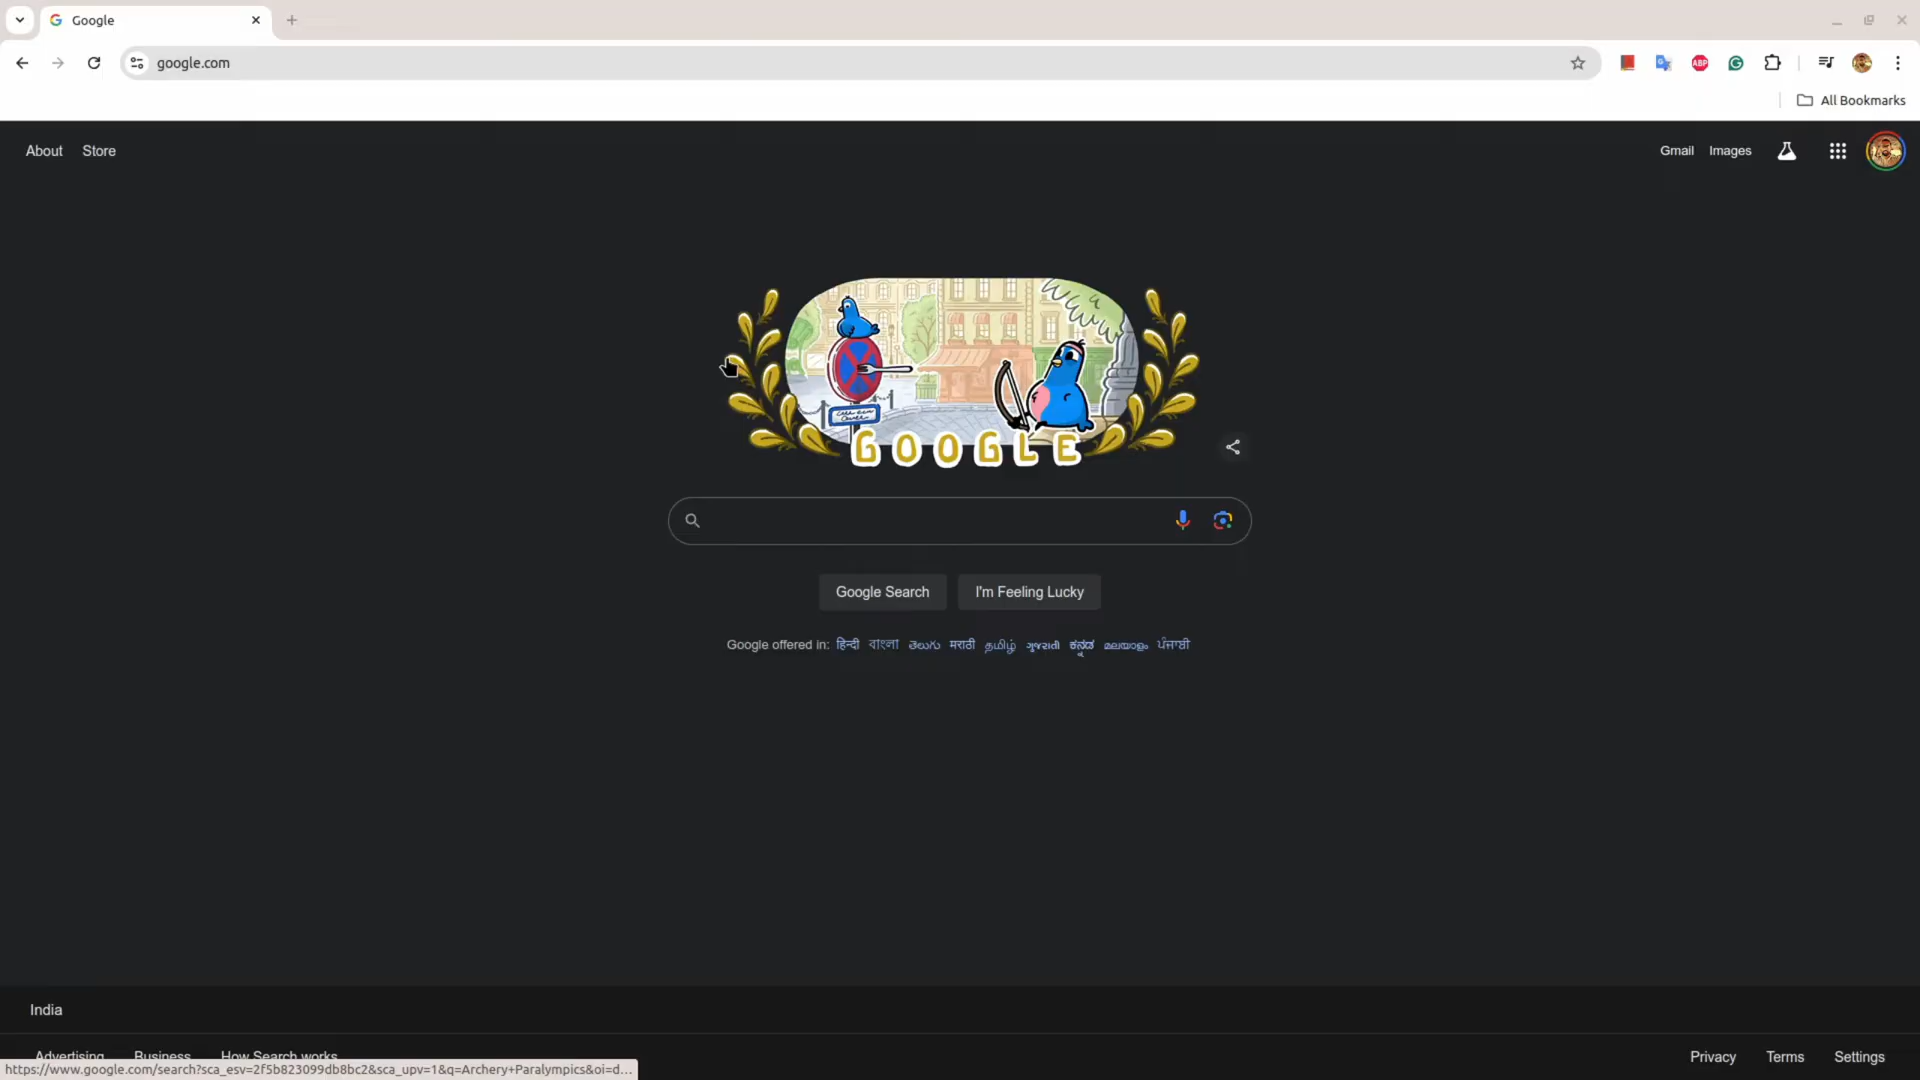 Google
google.com
ABP
All Bookmarks
About Store
Gmail Images
GOOGLE
Google Search I'm Feeling Lucky
Google offered in: हिन्दी বাংলা తెలుగు मराठी தமிழ் ગુજરાતી ಕನ್ನಡ മലയാളം ਪੰਜਾਬੀ
India
Advertising Business How Search works
Privacy Terms Settings
https://www.google.com/search?sca_esv=2f5b823099db8bc2&sca_upv=1&q=Archery+Paralympics&oi=d...